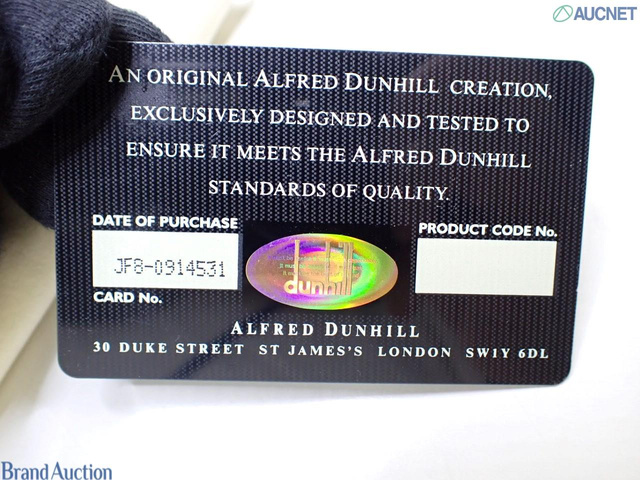 AUCNET
AN ORIGINAL ALFRED DUNHILL CREATION,
EXCLUSIVELY DESIGNED AND TESTED TO
ENSURE IT MEETS THE ALFRED DUNHILL
STANDARDS OF QUALITY.
DATE OF PURCHASE
PRODUCT CODE No.
JF8-0914531
dunhill
CARD No.
ALFRED DUNHILL
30 DUKE STREET ST JAMES'S LONDON SW1Y 6DL
Brand Auction